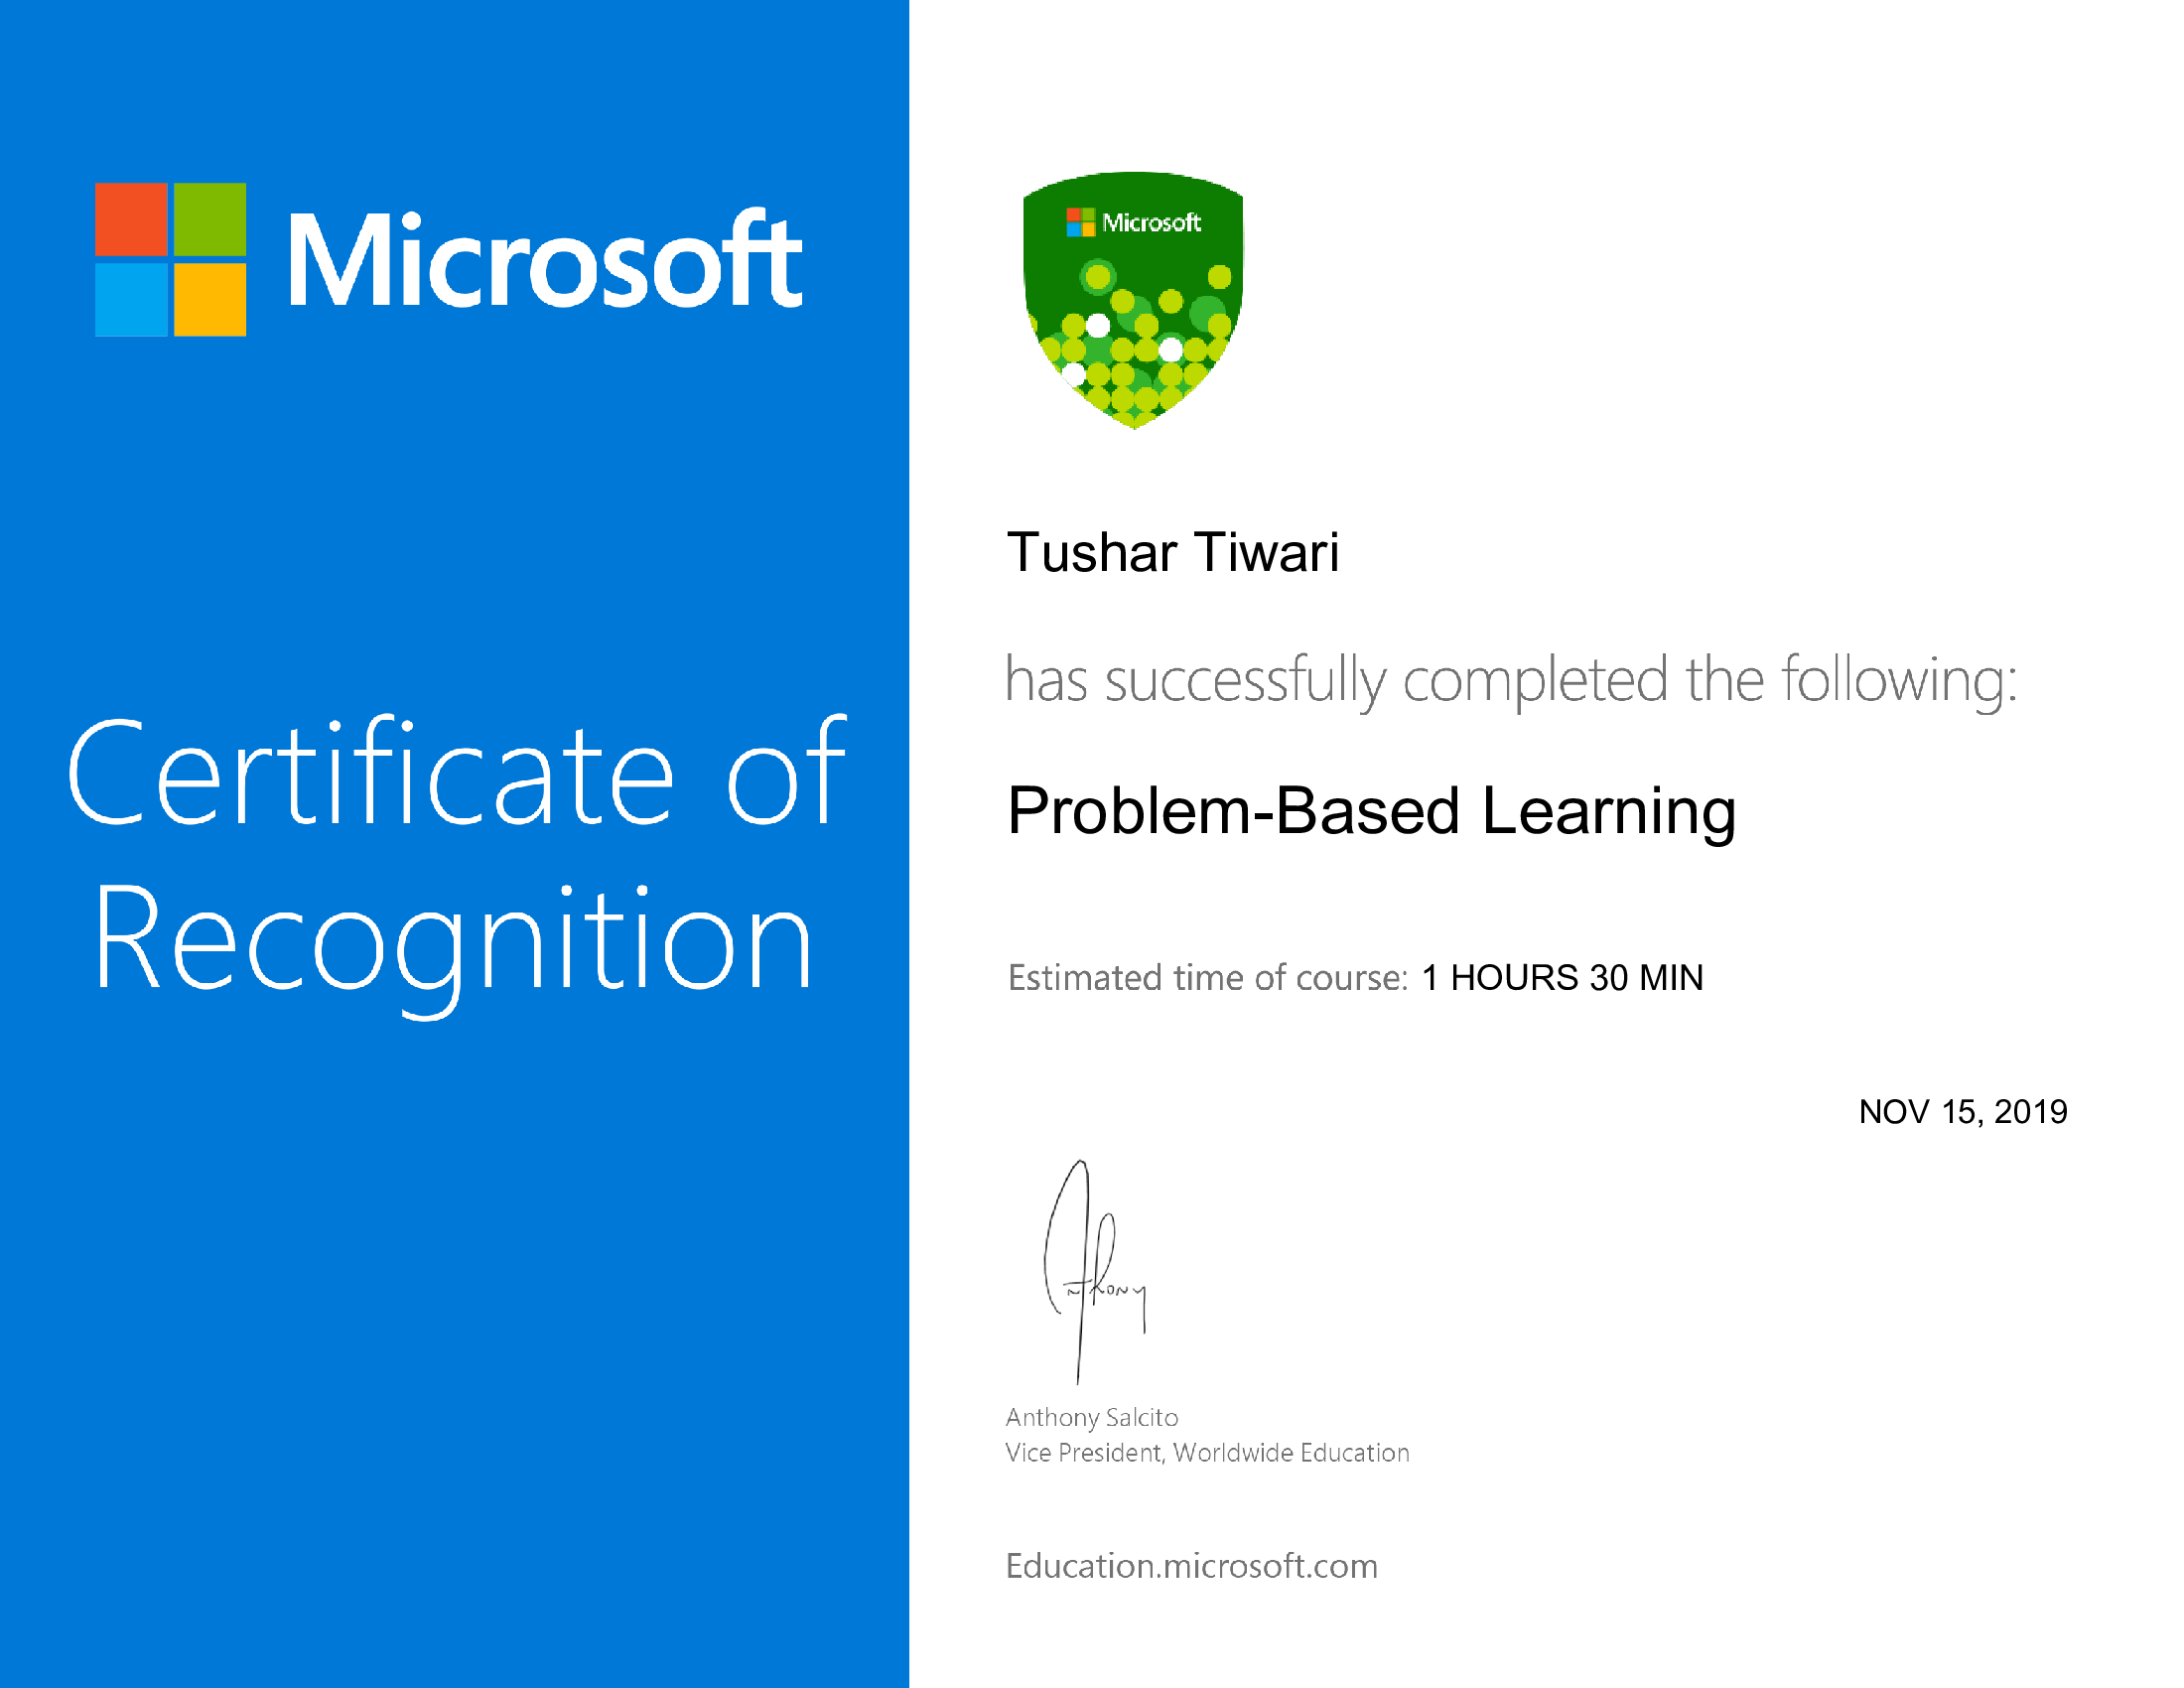 Microsoft
Certificate of
Recognition
Microsoft
Tushar Tiwari
has successfully completed the following:
Problem-Based Learning
Estimated time of course: 1 HOURS 30 MIN
NOV 15, 2019
Anthony
Anthony Salcito
Vice President, Worldwide Education
Education.microsoft.com